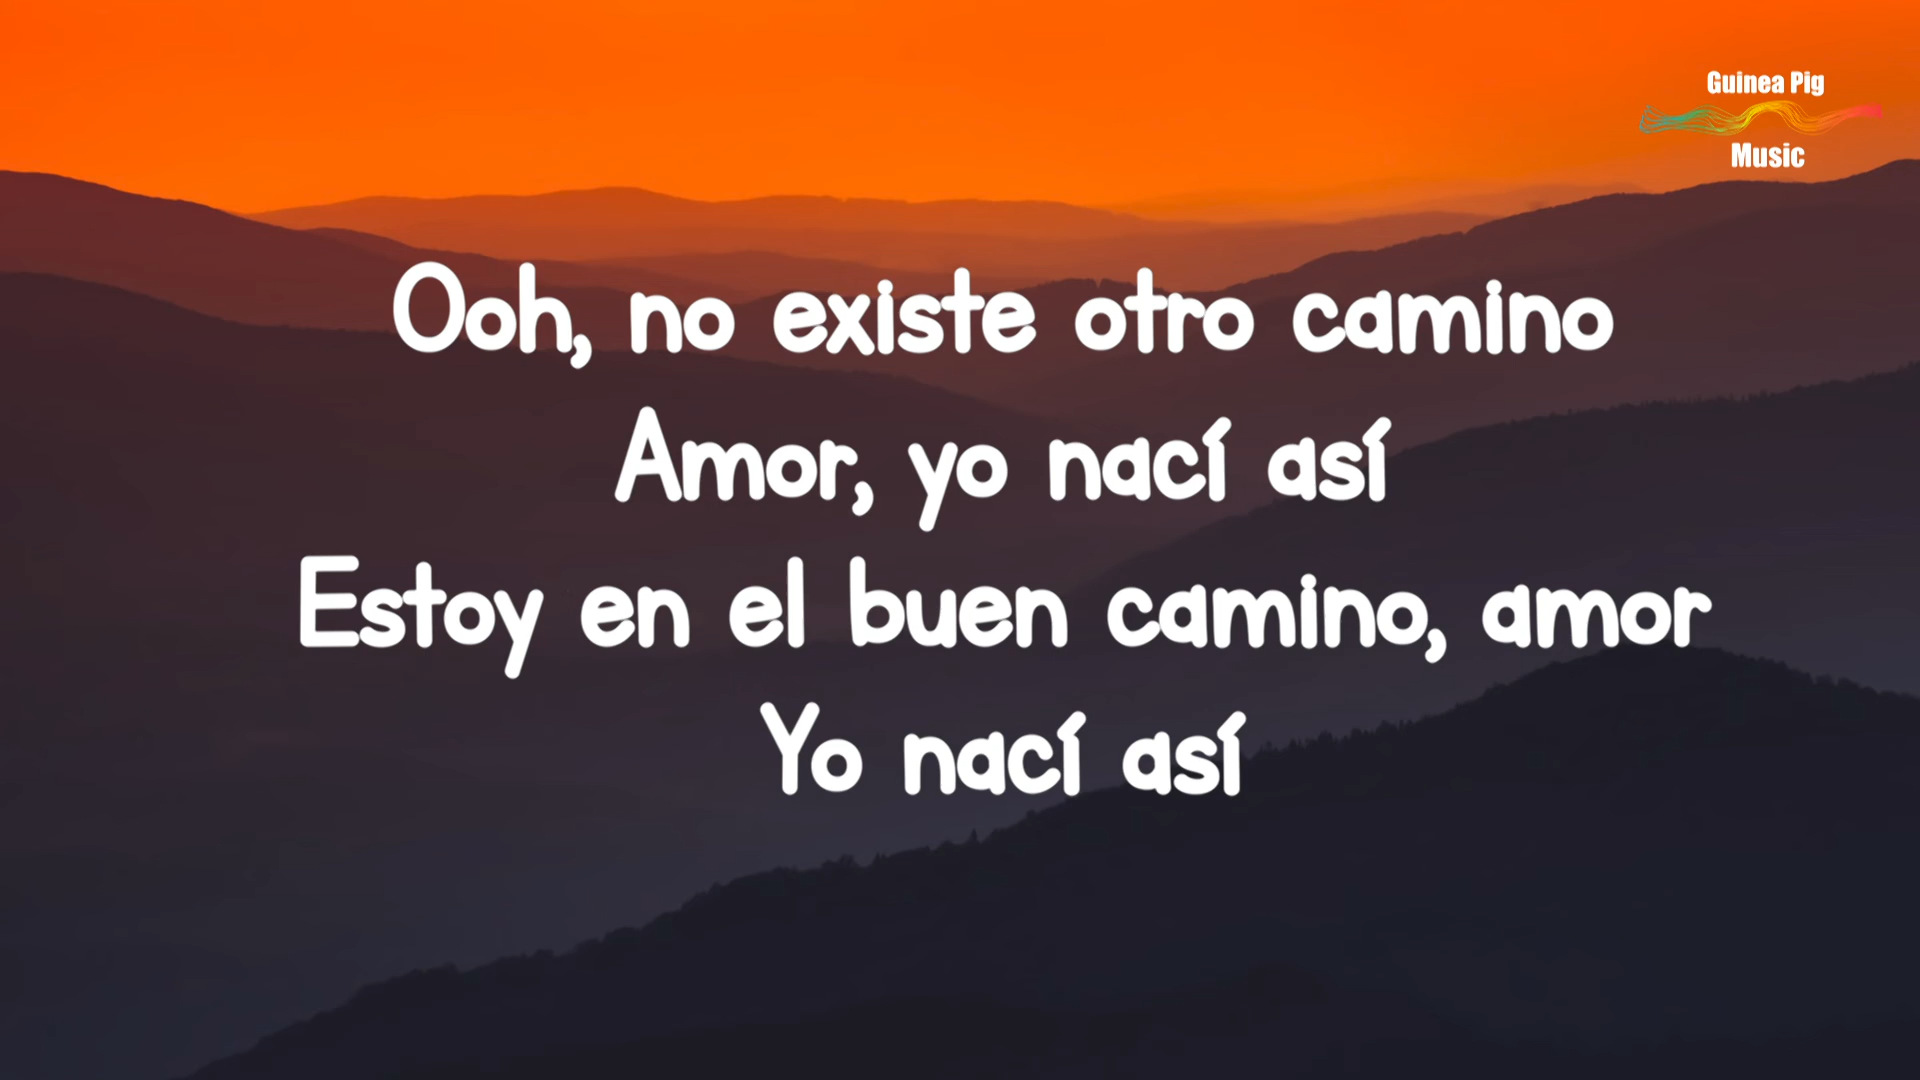 Guinea Pig
Music
Ooh, no existe otro camino
Amor, yo nací así
Estoy en el buen camino, amor
Yo nací así